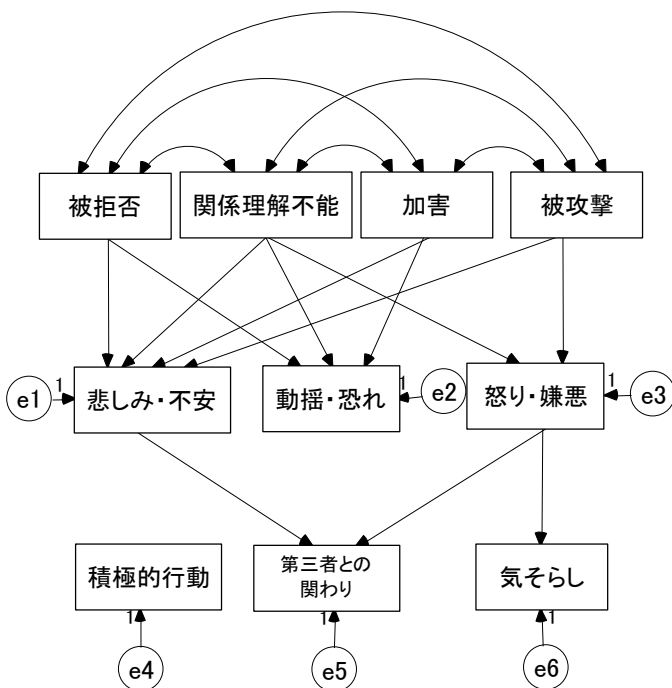 被拒否
関係理解不能
加害
被攻撃
e1
1
悲しみ・不安
動揺・恐れ
1
e2
怒り・嫌悪
1
e3
積極的行動
第三者との
関わり
気そらし
1
1
1
e4
e5
e6